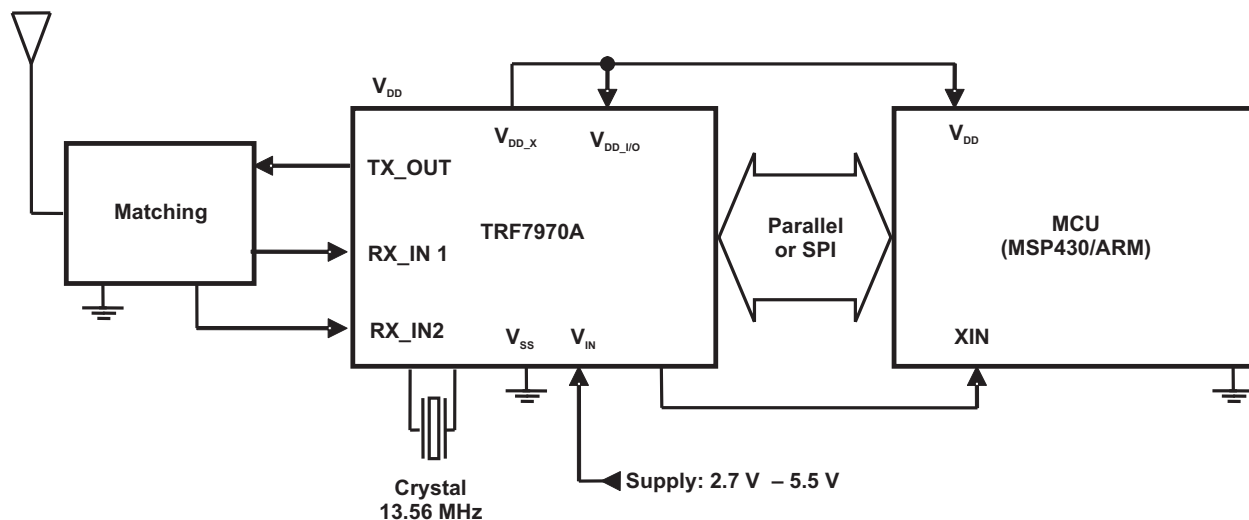 V_DD
V_DD_X
V_DD_I/O
V_DD
TX_OUT
Matching
TRF7970A
Parallel
or SPI
MCU
(MSP430/ARM)
RX_IN 1
RX_IN2
V_SS
V_IN
XIN
Supply: 2.7 V – 5.5 V
Crystal
13.56 MHz